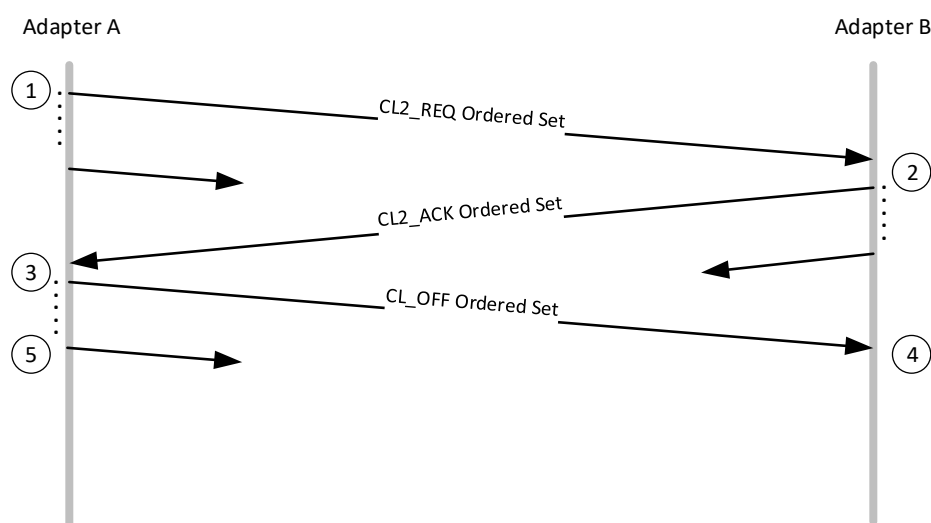 Adapter A
Adapter B
1
CL2_REQ Ordered Set
2
CL2_ACK Ordered Set
3
CL_OFF Ordered Set
5
4